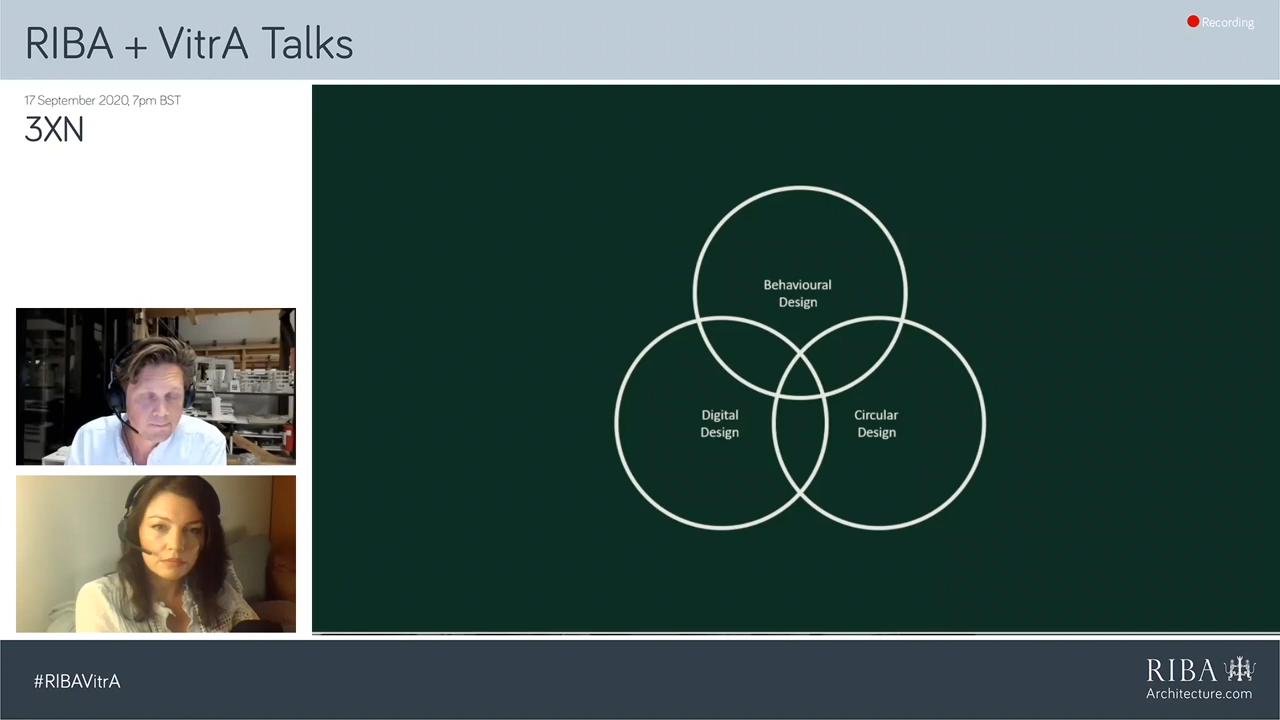 RIBA + VitrA Talks
Recording
17 September 2020, 7pm BST
3XN
Behavioural
Design
Digital
Design
Circular
Design
#RIBAVitrA
RIBA
Architecture.com